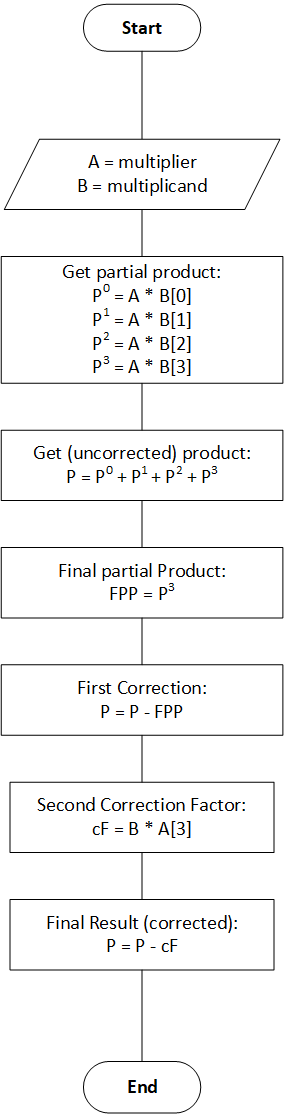 Start
A = multiplier
B = multiplicand
Get partial product:
P⁰ = A * B[0]
P¹ = A * B[1]
P² = A * B[2]
P³ = A * B[3]
Get (uncorrected) product:
P = P⁰ + P¹ + P² + P³
Final partial Product:
FPP = P³
First Correction:
P = P - FPP
Second Correction Factor:
cF = B * A[3]
Final Result (corrected):
P = P - cF
End